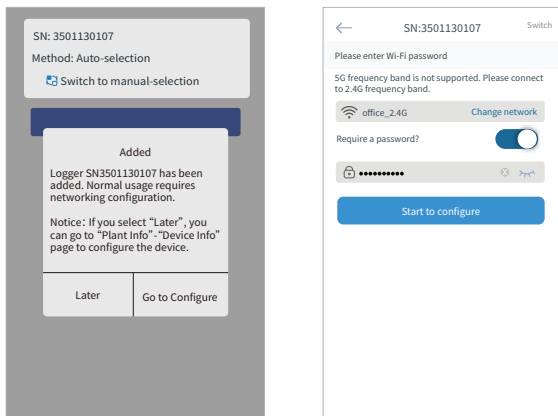 SN: 3501130107
Method: Auto-selection
Switch to manual-selection
Added
Logger SN3501130107 has been
added. Normal usage requires
networking configuration.
Notice: If you select “Later”, you
can go to “Plant Info”-“Device Info”
page to configure the device.
Later
Go to Configure
SN:3501130107
Switch
Please enter Wi-Fi password
5G frequency band is not supported. Please connect
to 2.4G frequency band.
office_2.4G
Change network
Require a password?
••••••••••
Start to configure